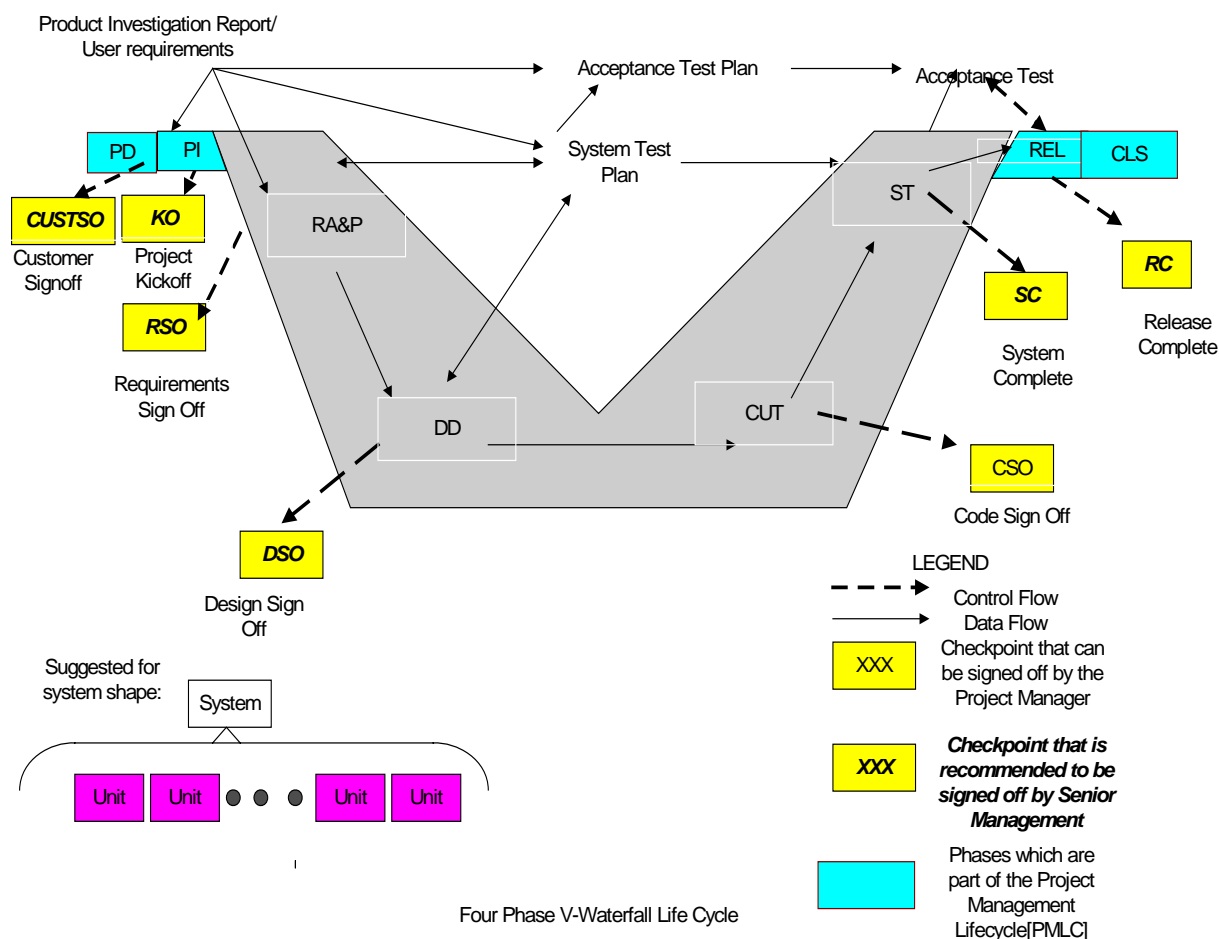 Product Investigation Report/
User requirements
Acceptance Test Plan
Acceptance Test
PD
PI
System Test
Plan
REL
CLS
ST
CUSTSO
KO
RA&P
Customer
Signoff
Project
Kickoff
RC
SC
RSO
Release
Complete
System
Complete
Requirements
Sign Off
DD
CUT
CSO
Code Sign Off
DSO
Design Sign
Off
LEGEND
Control Flow
Data Flow
XXX
Checkpoint that can
be signed off by the
Project Manager
Suggested for
system shape:
System
XXX
Checkpoint that is
recommended to be
signed off by Senior
Management
Unit
Unit
Unit
Unit
Phases which are
part of the Project
Management
Lifecycle[PMLC]
Four Phase V-Waterfall Life Cycle